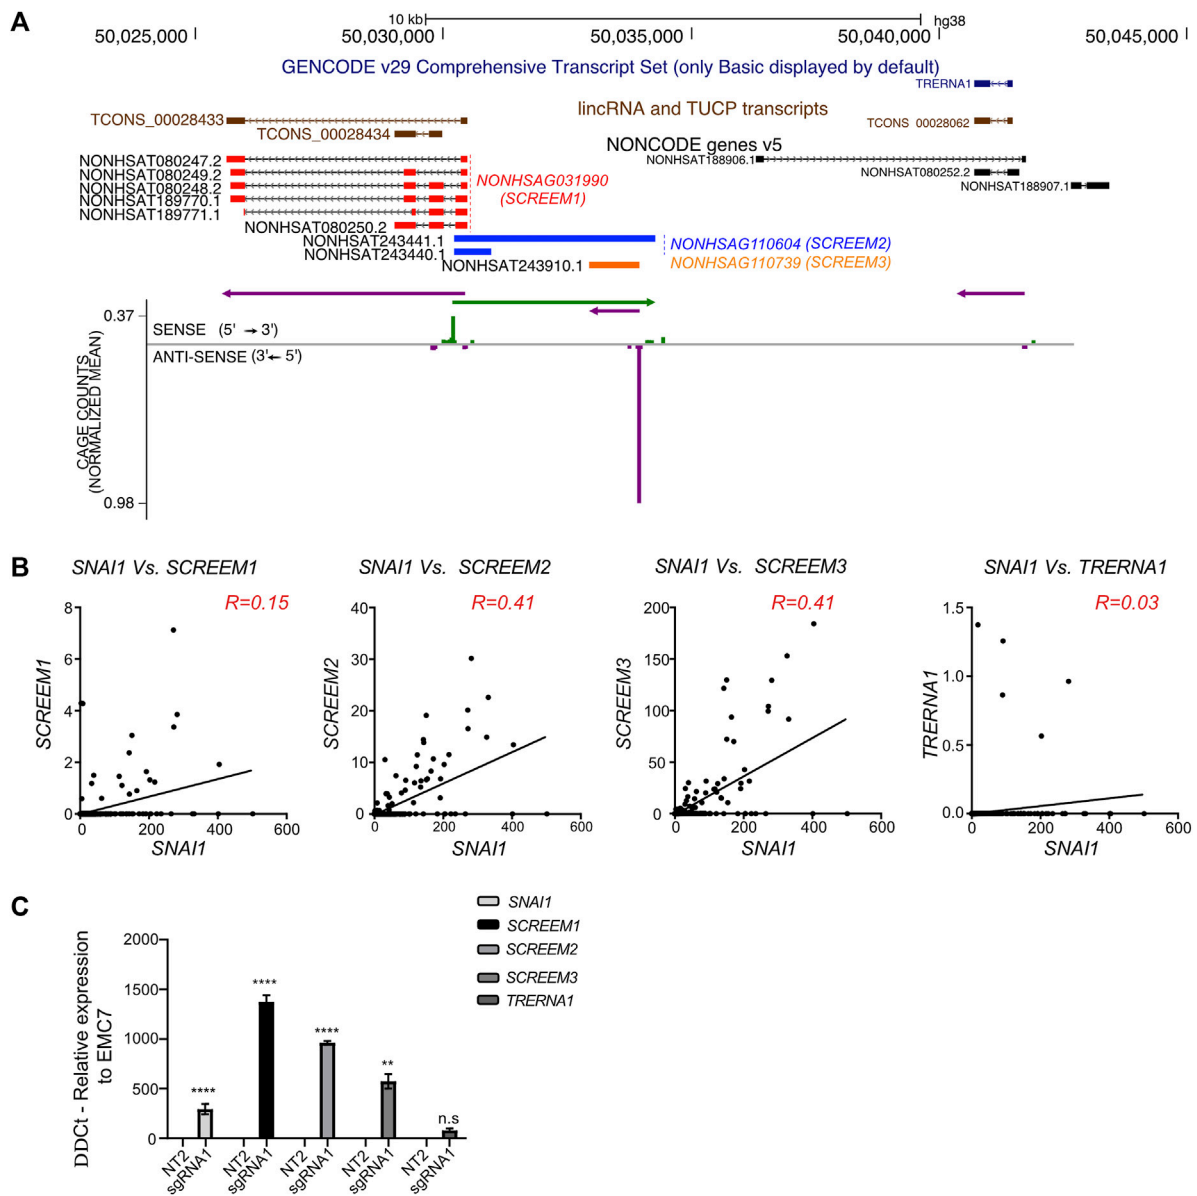 A
10 kb
hg38
50,025,000
50,030,000
50,035,000
50,040,000
50,045,000
GENCODE v29 Comprehensive Transcript Set (only Basic displayed by default)
TRERNA1
lincRNA and TUCP transcripts
TCONS_00028433
TCONS_00028434
TCONS 00028062
NONCODE genes v5
NONHSAT080247.2
NONHSAT188906.1
NONHSAT080249.2
NONHSAT080252.2
NONHSAT080248.2
NONHSAT188907.1
NONHSAT189770.1
NONHSAT189771.1
NONHSAG031990
(SCREEM1)
NONHSAT080250.2
NONHSAT243441.1
NONHSAG110604 (SCREEM2)
NONHSAT243440.1
NONHSAT243910.1
NONHSAG110739 (SCREEM3)
0.37
SENSE (5' → 3')
ANTI-SENSE (3'← 5')
CAGE COUNTS
(NORMALIZED MEAN)
0.98
B
SNAI1 Vs. SCREEM1
R=0.15
SCREEM1
8
6
4
2
0
0 200 400 600
SNAI1
SNAI1 Vs. SCREEM2
R=0.41
SCREEM2
40
30
20
10
0
0 200 400 600
SNAI1
SNAI1 Vs. SCREEM3
R=0.41
SCREEM3
200
150
100
50
0
0 200 400 600
SNAI1
SNAI1 Vs. TRERNA1
R=0.03
TRERNA1
1.5
1.0
0.5
0.0
0 200 400 600
SNAI1
C
SNAI1
SCREEM1
SCREEM2
SCREEM3
TRERNA1
DDCt - Relative expression
to EMC7
2000
1500
1000
500
0
****
****
****
**
n.s
NT2
sgRNA1
NT2
sgRNA1
NT2
sgRNA1
NT2
sgRNA1
NT2
sgRNA1